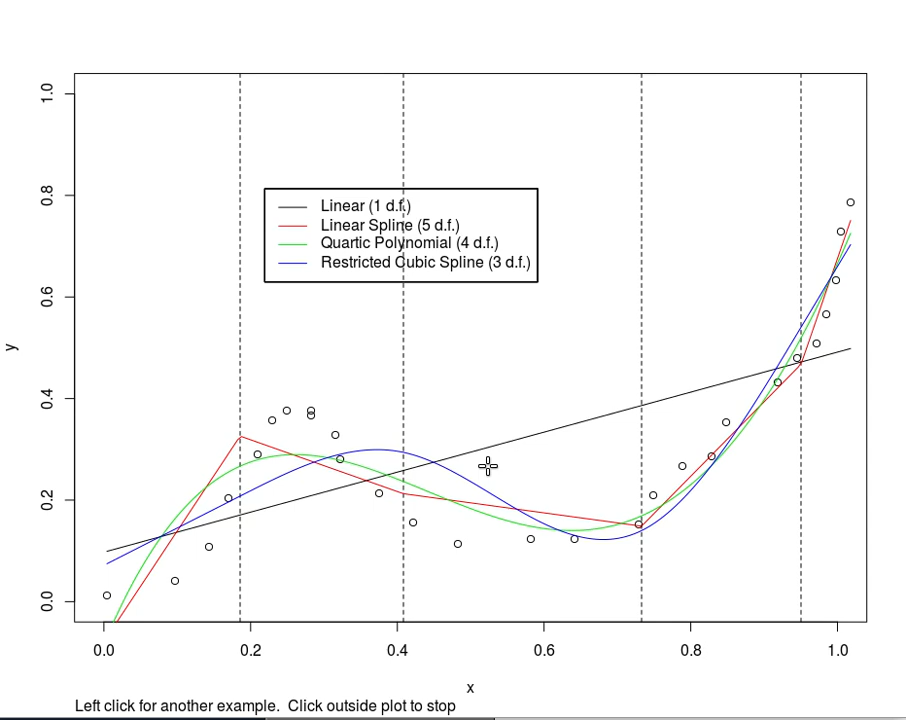 1.0
0.8
0.6
0.4
0.2
0.0
y
Linear (1 d.f.)
Linear Spline (5 d.f.)
Quartic Polynomial (4 d.f.)
Restricted Cubic Spline (3 d.f.)
0.0 0.2 0.4 0.6 0.8 1.0
x
Left click for another example. Click outside plot to stop